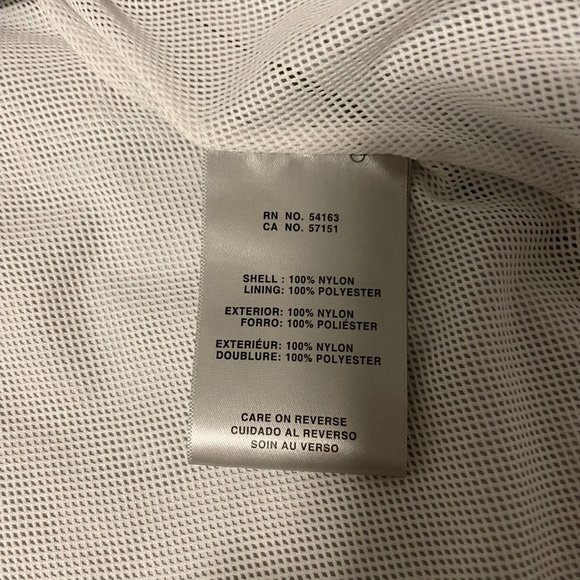 RN NO. 54163
CA NO. 57151
SHELL : 100% NYLON
LINING: 100% POLYESTER
EXTERIOR: 100% NYLON
FORRO: 100% POLIÉSTER
EXTERIÉUR: 100% NYLON
DOUBLURE: 100% POLYESTER
CARE ON REVERSE
CUIDADO AL REVERSO
SOIN AU VERSO